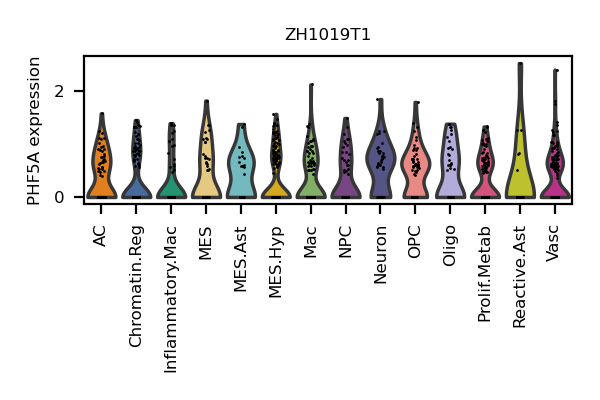 ZH1019T1
PHF5A expression
2
0
AC
Chromatin.Reg
Inflammatory.Mac
MES
MES.Ast
MES.Hyp
Mac
NPC
Neuron
OPC
Oligo
Prolif.Metab
Reactive.Ast
Vasc